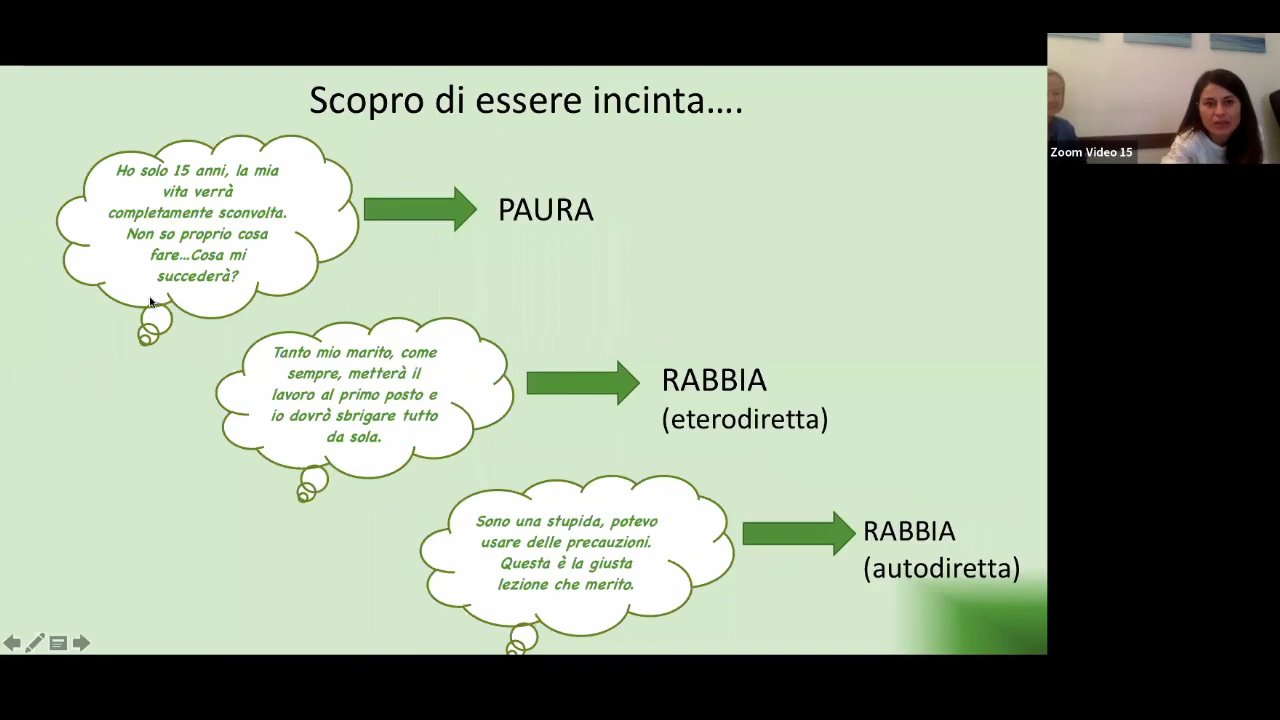 Scopro di essere incinta....
Ho solo 15 anni, la mia
vita verrà
completamente sconvolta.
Non so proprio cosa
fare...Cosa mi
succederà?
PAURA
Tanto mio marito, come
sempre, metterà il
lavoro al primo posto e
io dovrò sbrigare tutto
da sola.
RABBIA
(eterodiretta)
Sono una stupida, potevo
usare delle precauzioni.
Questa è la giusta
lezione che merito.
RABBIA
(autodiretta)
Zoom Video 15